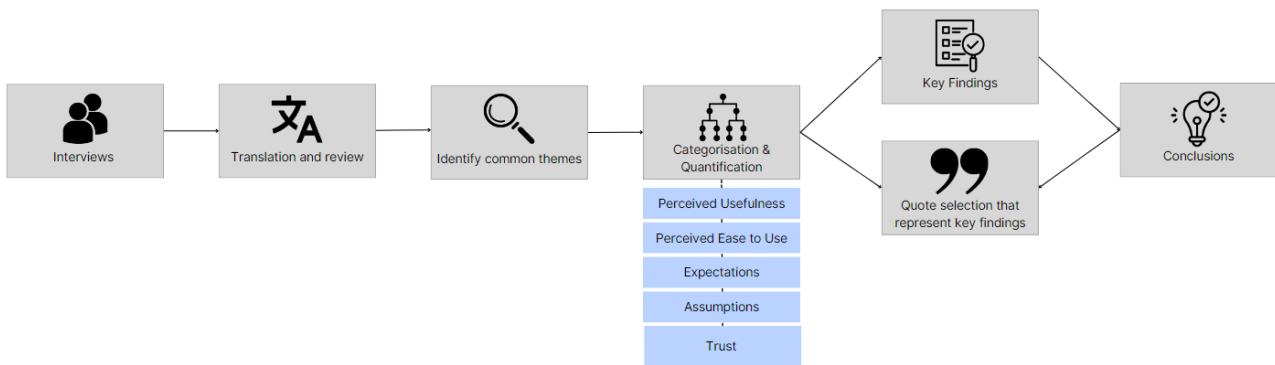 Interviews
Translation and review
Identify common themes
Categorisation &
Quantification
Perceived Usefulness
Perceived Ease to Use
Expectations
Assumptions
Trust
Key Findings
Quote selection that
represent key findings
Conclusions